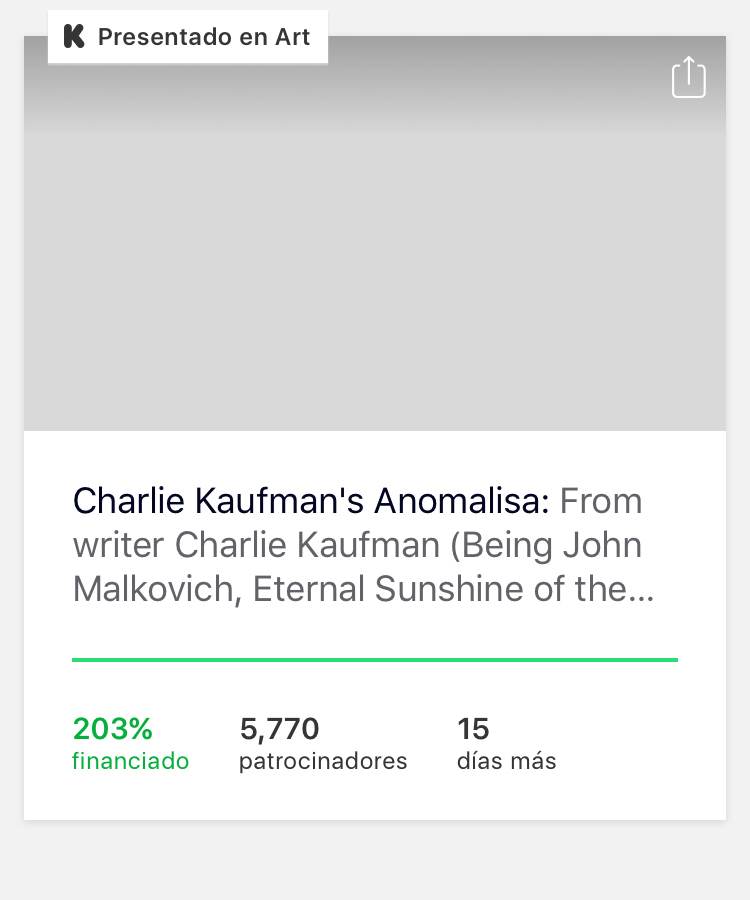 Presentado en Art
Charlie Kaufman's Anomalisa: From
writer Charlie Kaufman (Being John
Malkovich, Eternal Sunshine of the...
203%
financiado
5,770
patrocinadores
15
días más